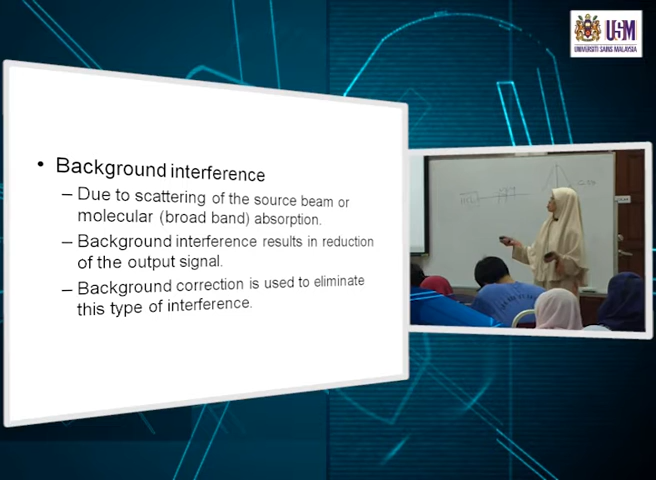 USM
UNIVERSITI SAINS MALAYSIA
• Background interference
– Due to scattering of the source beam or
molecular (broad band) absorption.
– Background interference results in reduction
of the output signal.
– Background correction is used to eliminate
this type of interference.